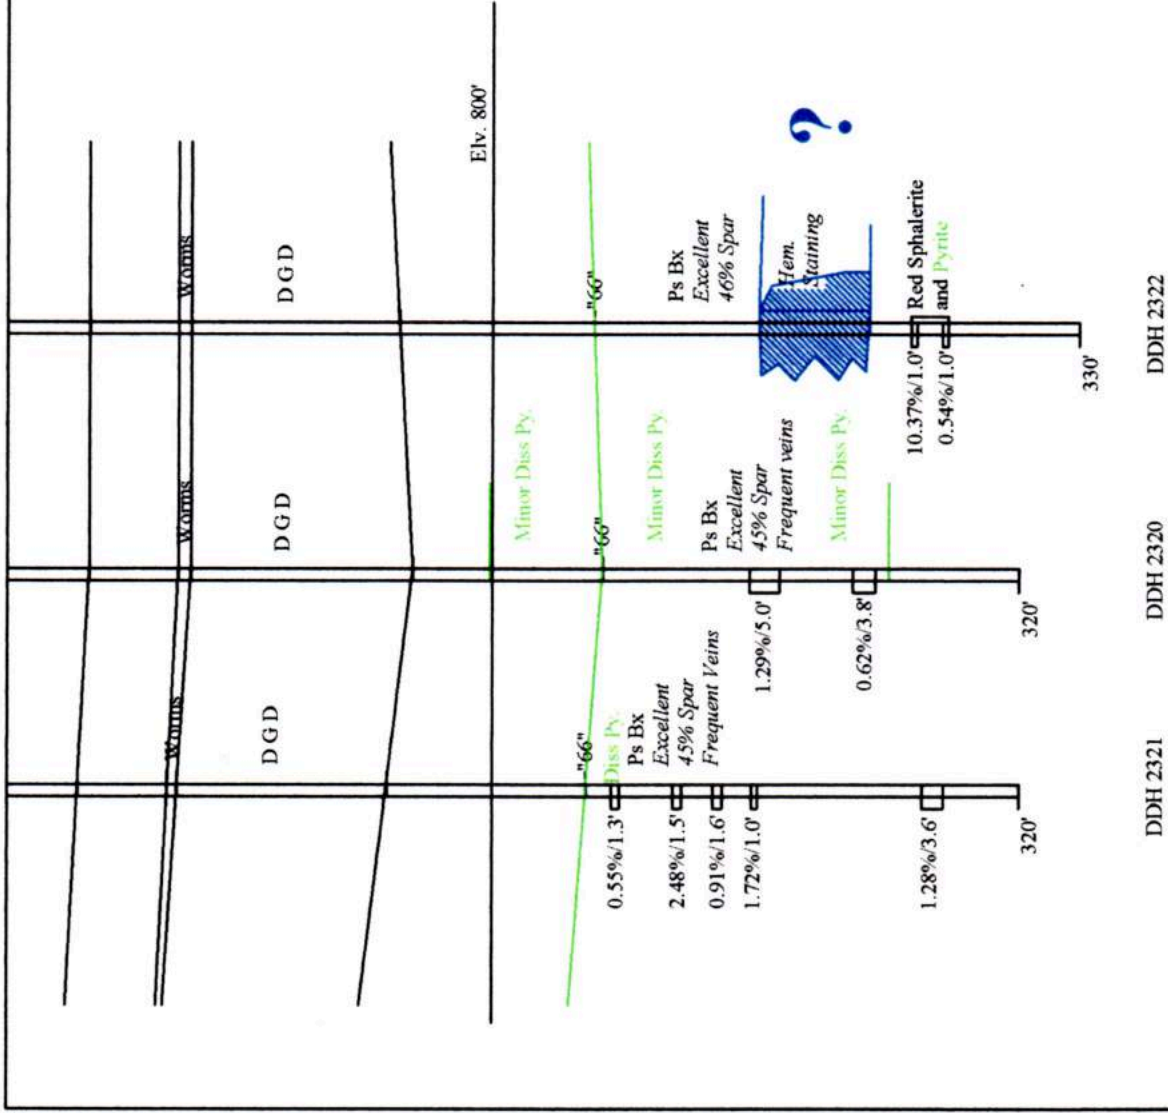 Elv. 800'
Worms
Worms
Worms
DGD
DGD
DGD
"66"
"66"
"66"
Diss Py.
Ps Bx
Excellent
45% Spar
Frequent Veins
0.55%/1.3'
2.48%/1.5'
0.91%/1.6'
1.72%/1.0'
1.28%/3.6'
320'
DDH 2321
Minor Diss Py.
Minor Diss Py.
Ps Bx
Excellent
45% Spar
Frequent veins
Minor Diss Py.
1.29%/5.0'
0.62%/3.8'
320'
DDH 2320
Ps Bx
Excellent
46% Spar
Hem.
Staining
?
Red Sphalerite
and Pyrite
10.37%/1.0'
0.54%/1.0'
330'
DDH 2322